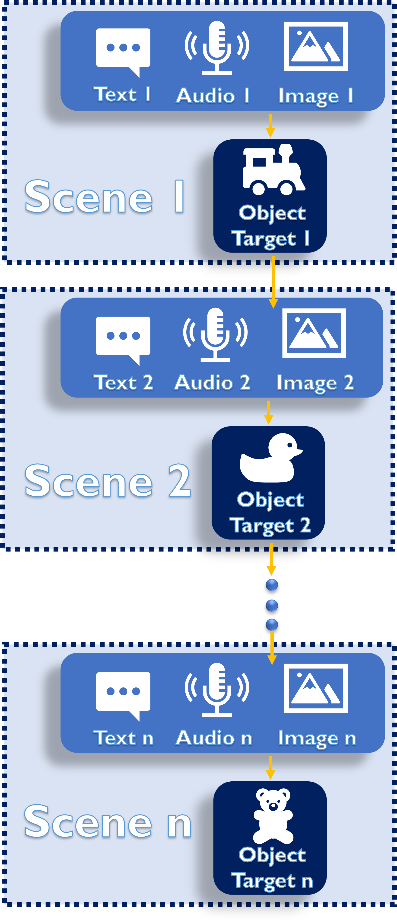 Text 1 Audio 1 Image 1
Scene 1
Object
Target 1
Text 2 Audio 2 Image 2
Scene 2
Object
Target 2
Text n Audio n Image n
Scene n
Object
Target n